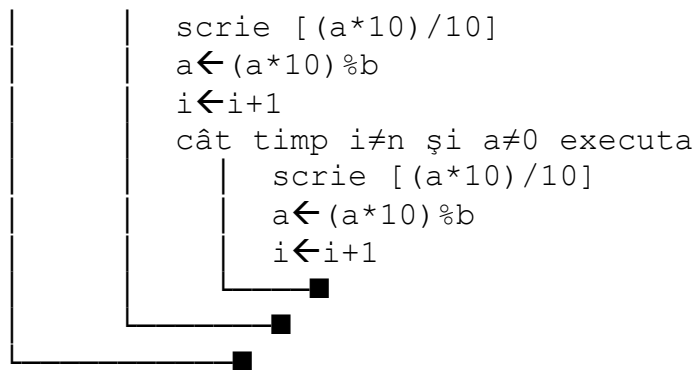 scrie [(a*10)/10]
a←(a*10)%b
i←i+1
cât timp i≠n şi a≠0 executa
scrie [(a*10)/10]
a←(a*10)%b
i←i+1